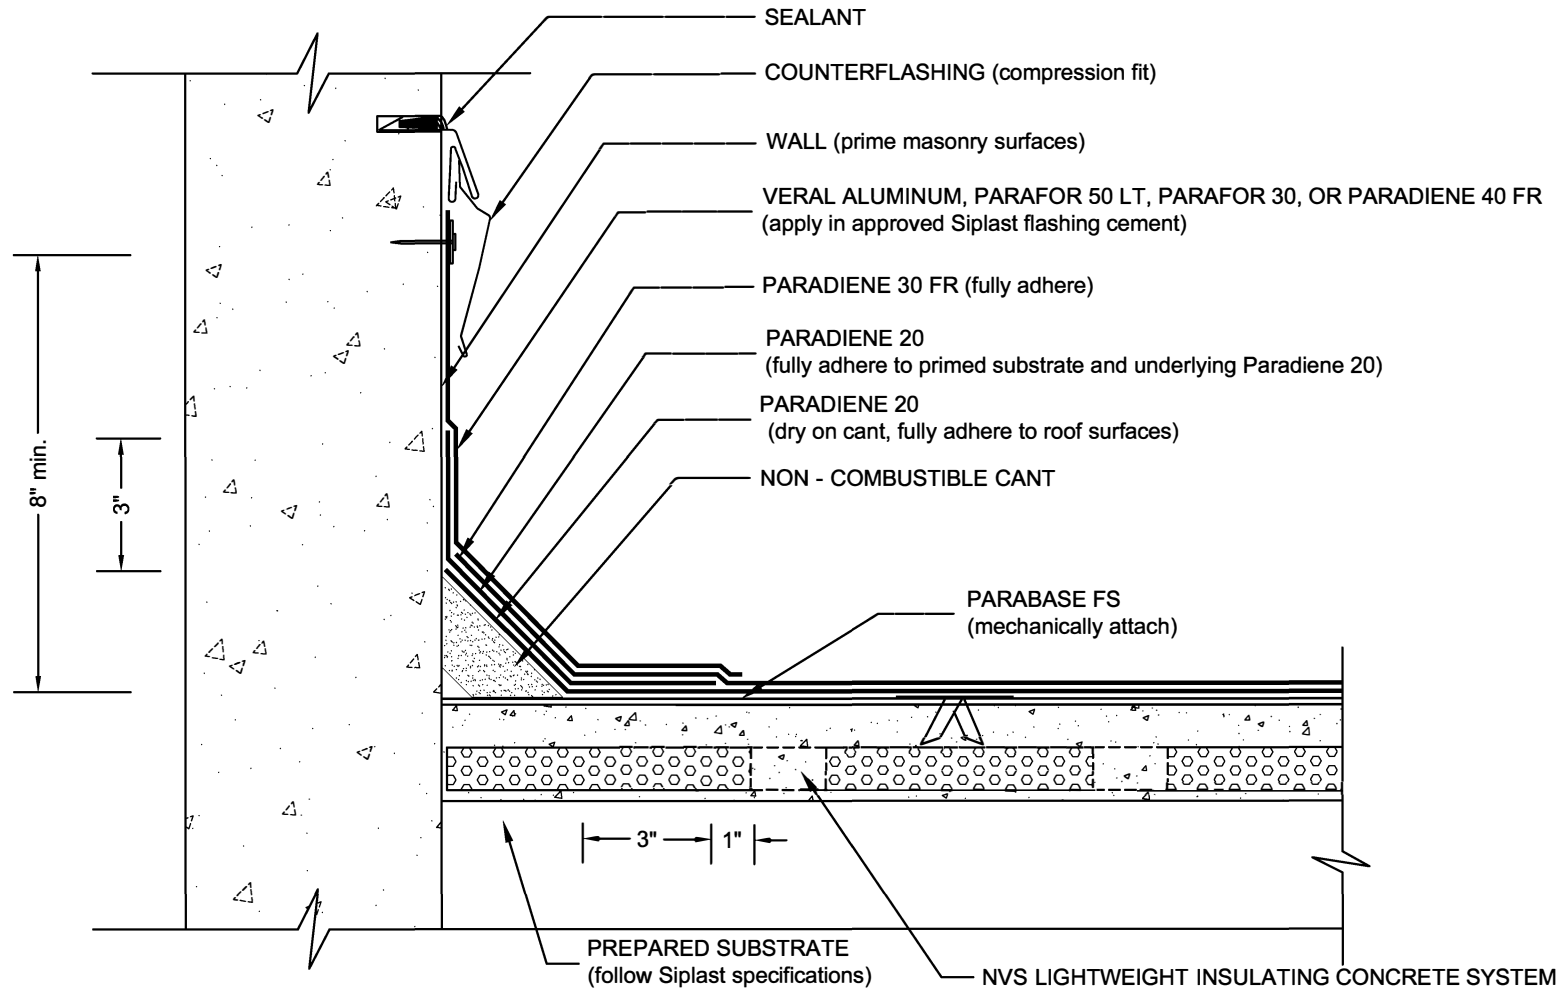 SEALANT
COUNTERFLASHING (compression fit)
WALL (prime masonry surfaces)
VERAL ALUMINUM, PARAFOR 50 LT, PARAFOR 30, OR PARADIENE 40 FR
(apply in approved Siplast flashing cement)
PARADIENE 30 FR (fully adhere)
PARADIENE 20
(fully adhere to primed substrate and underlying Paradiene 20)
PARADIENE 20
(dry on cant, fully adhere to roof surfaces)
NON - COMBUSTIBLE CANT
8" min.
3"
PARABASE FS
(mechanically attach)
3"
1"
PREPARED SUBSTRATE
(follow Siplast specifications)
NVS LIGHTWEIGHT INSULATING CONCRETE SYSTEM